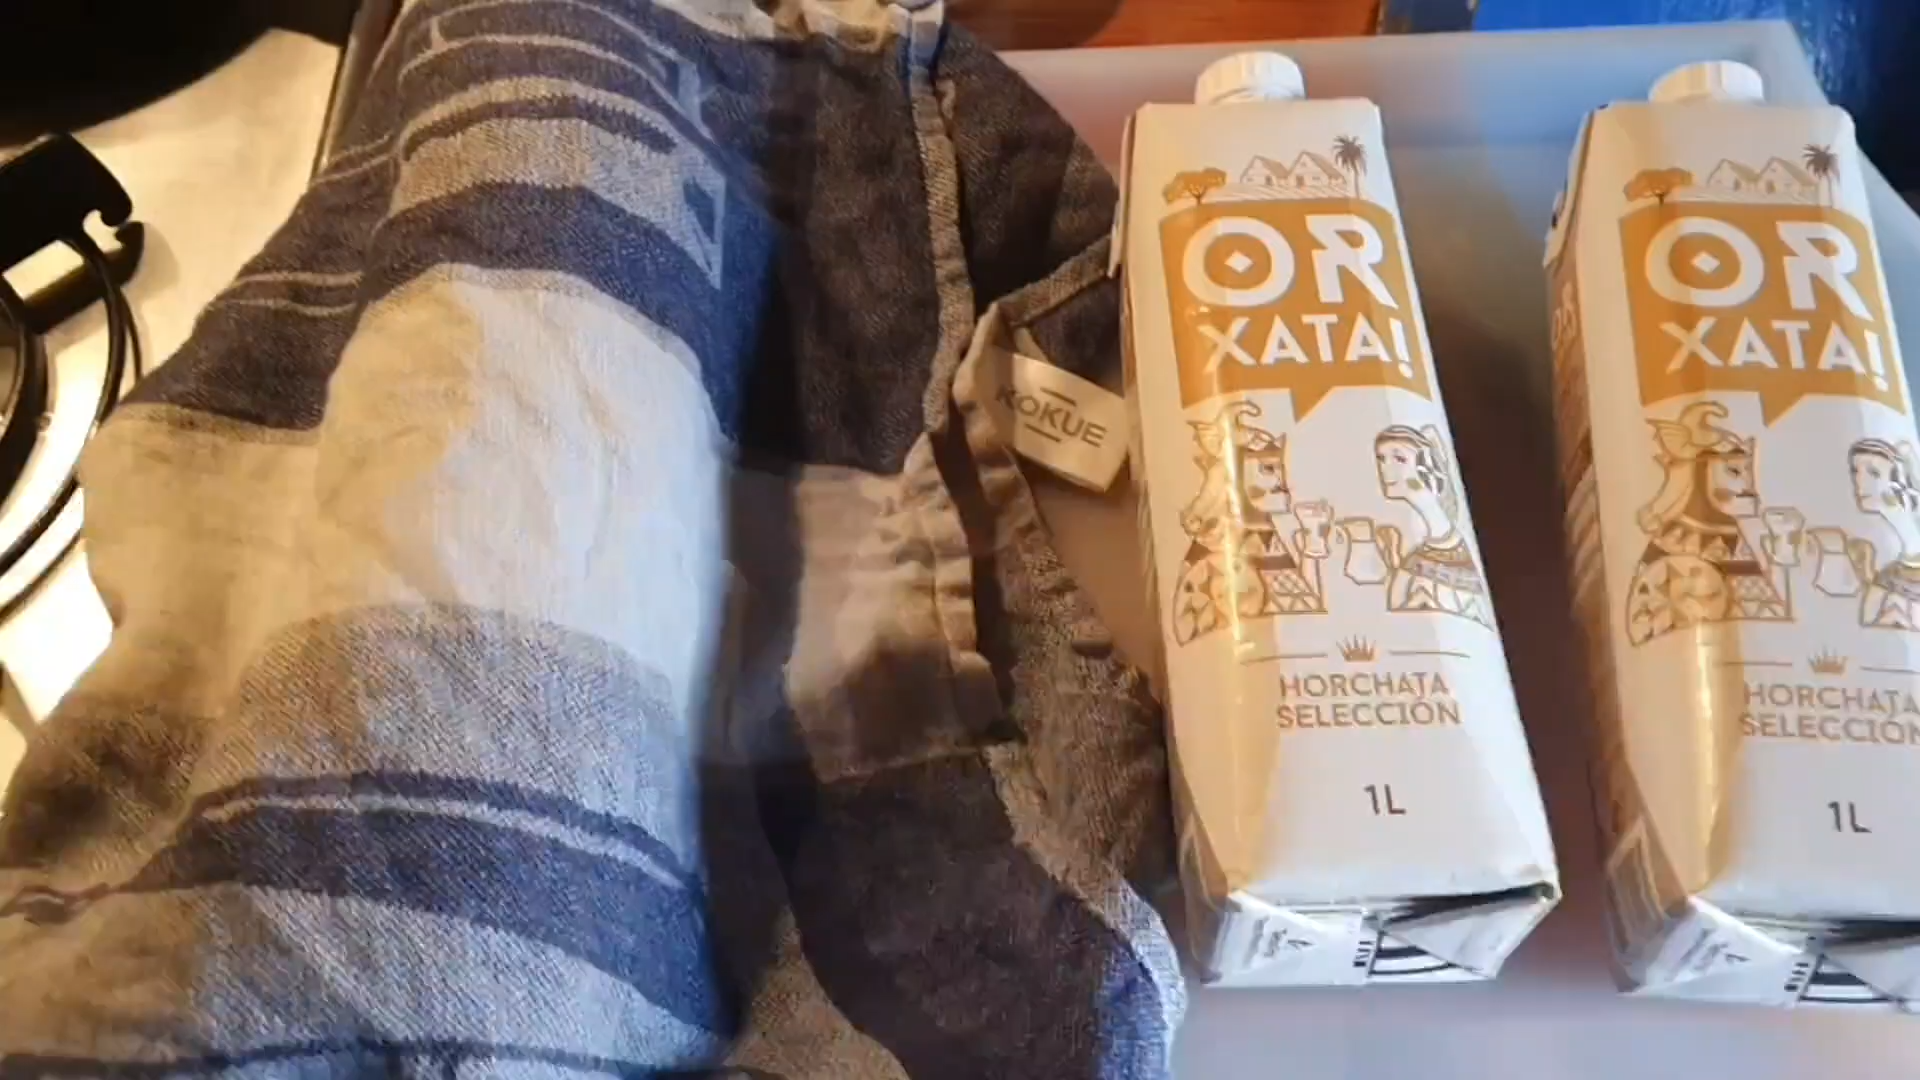 KOKUE
OR
XATA!
HORCHATA
SELECCIÓN
1L
OR
XATA!
HORCHATA
SELECCIÓN
1L